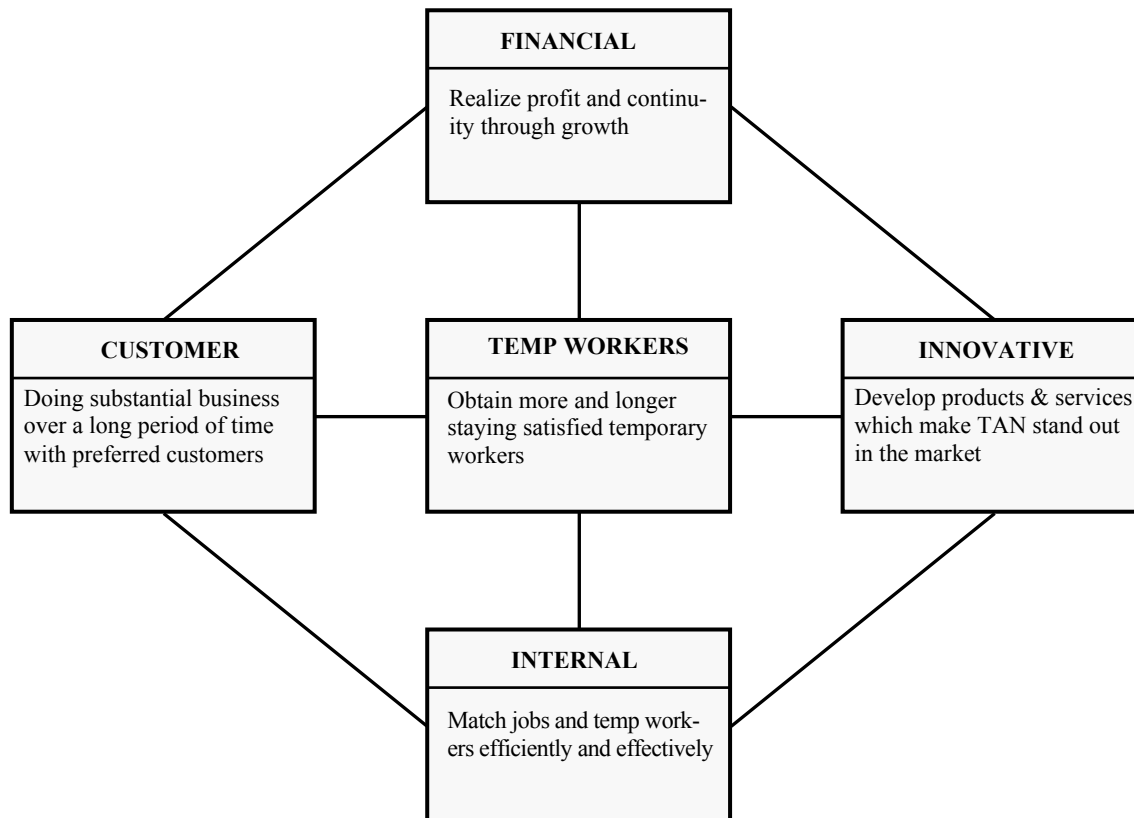 FINANCIAL
Realize profit and continu-
ity through growth
CUSTOMER
Doing substantial business
over a long period of time
with preferred customers
TEMP WORKERS
Obtain more and longer
staying satisfied temporary
workers
INNOVATIVE
Develop products & services
which make TAN stand out
in the market
INTERNAL
Match jobs and temp work-
ers efficiently and effectively